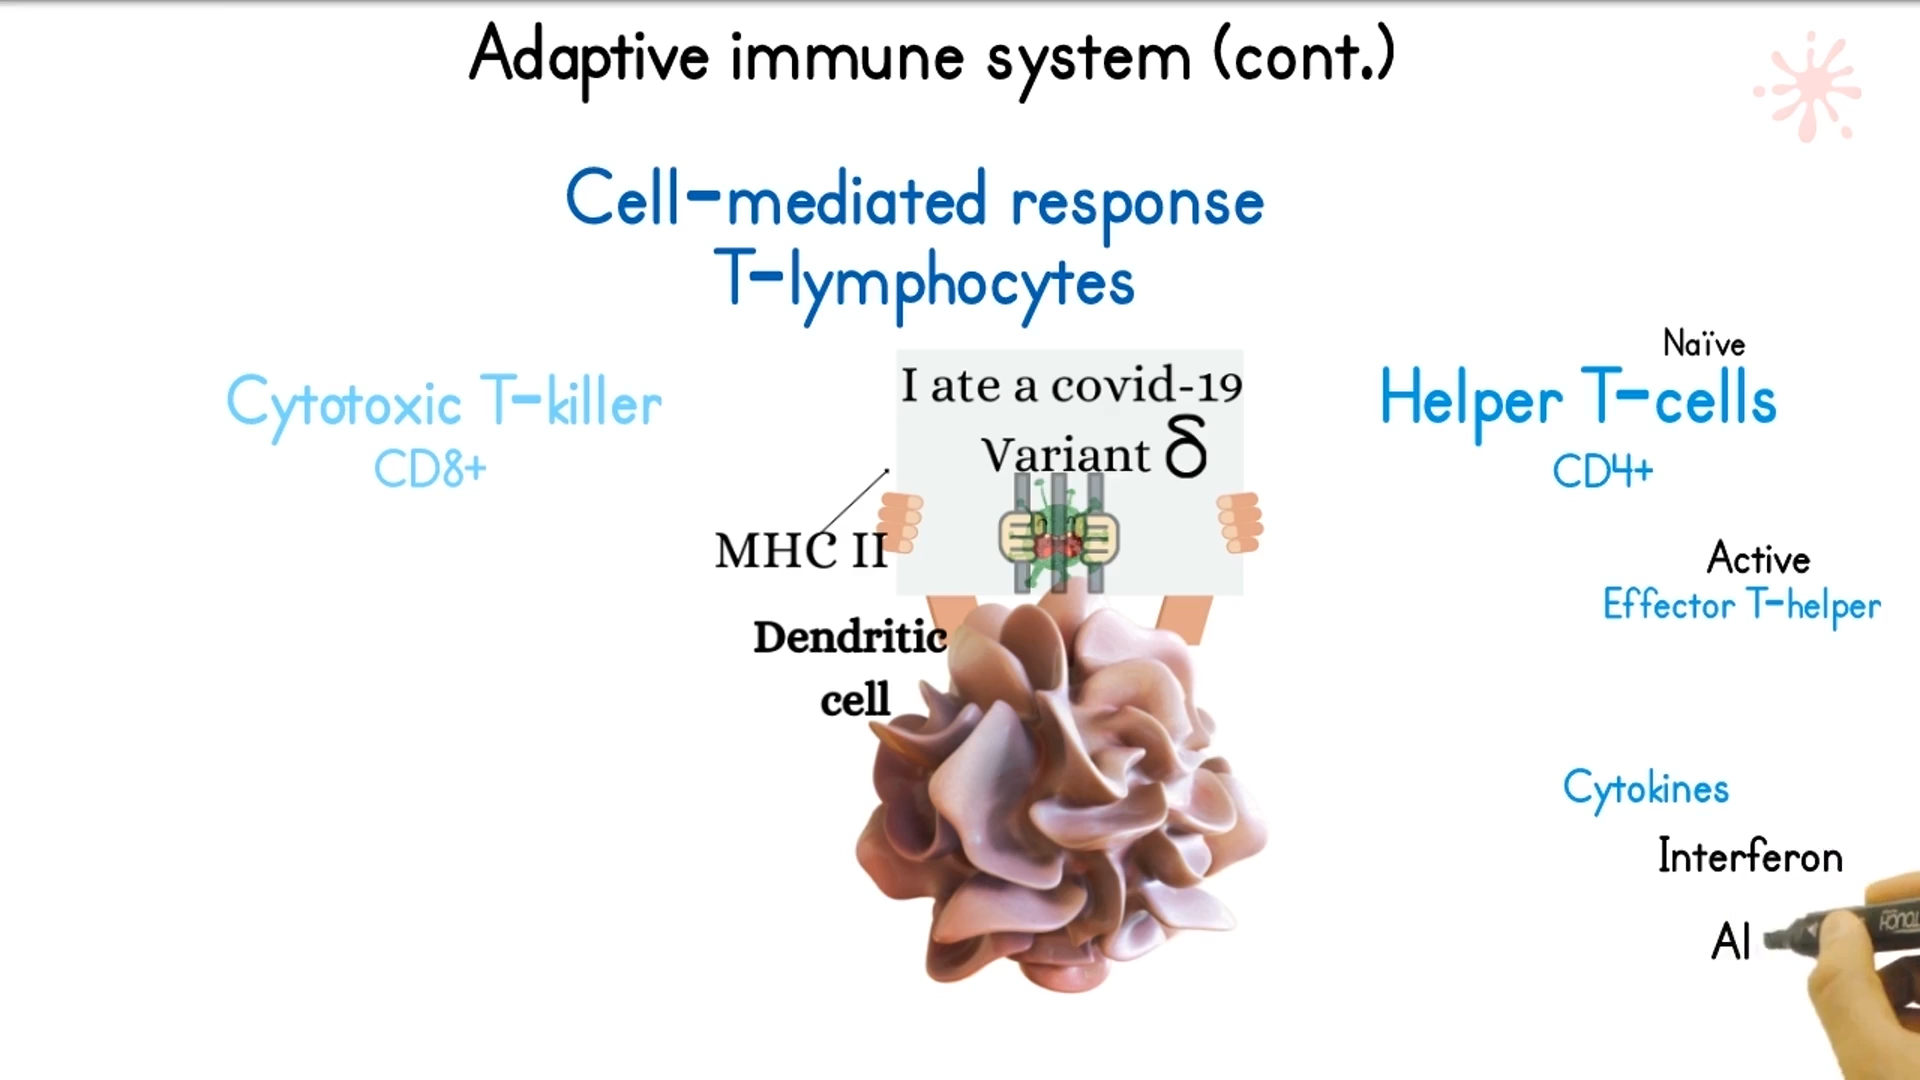 Adaptive immune system (cont.)
Cell-mediated response
T-lymphocytes
Cytotoxic T-killer
CD8+
I ate a covid-19
Variant δ
MHC II
Dendritic
cell
Naïve
Helper T-cells
CD4+
Active
Effector T-helper
Cytokines
Interferon
Al